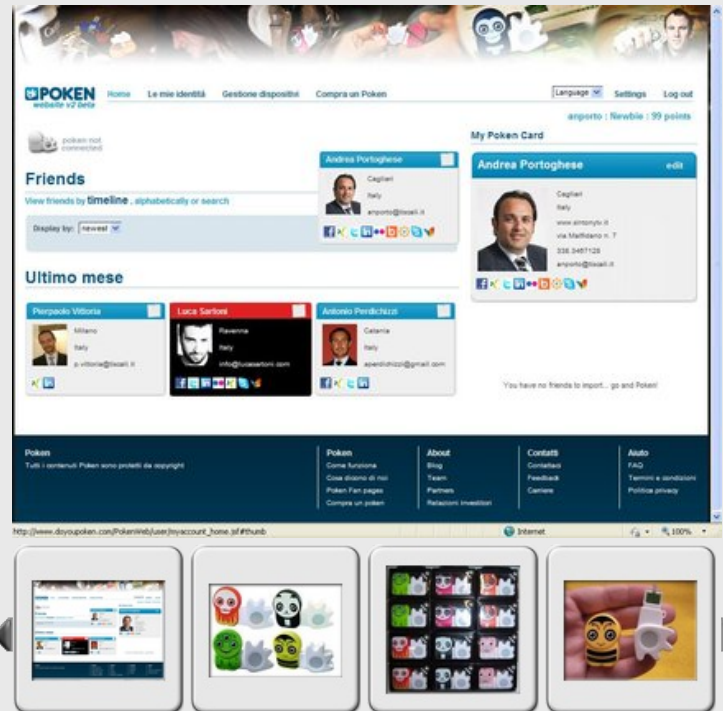 POKEN
website v2 beta
Home Le mie identità Gestione dispositivi Compra un Poken
Language Settings Log out
anporto : Newbie : 99 points
poken not
connected
My Poken Card
Andrea Portoghese edit
Cagliari
Italy
www.sintonytv.it
via Malfidano n. 7
338.3467128
anporto@tiscali.it
Friends
View friends by timeline , alphabetically or search
Display by: newest
Andrea Portoghese
Cagliari
Italy
anporto@tiscali.it
Ultimo mese
Pierpaolo Vittoria
Milano
Italy
p.vittoria@tiscali.it
Luca Sartoni
Ravenna
Italy
info@lucasartoni.com
Antonio Perdichizzi
Catania
Italy
aperdichizzi@gmail.com
You have no friends to import... go and Poken!
Poken
Tutti i contenuti Poken sono protetti da copyright
Poken
Come funziona
Cosa dicono di noi
Poken Fan pages
Compra un poken
About
Blog
Team
Partners
Relazioni Investitori
Contatti
Contattaci
Feedback
Carriere
Aiuto
FAQ
Termini e condizioni
Politica privacy
http://www.doyoupoken.com/PokenWeb/user/myaccount_home.jsf#thumb
Internet
100%